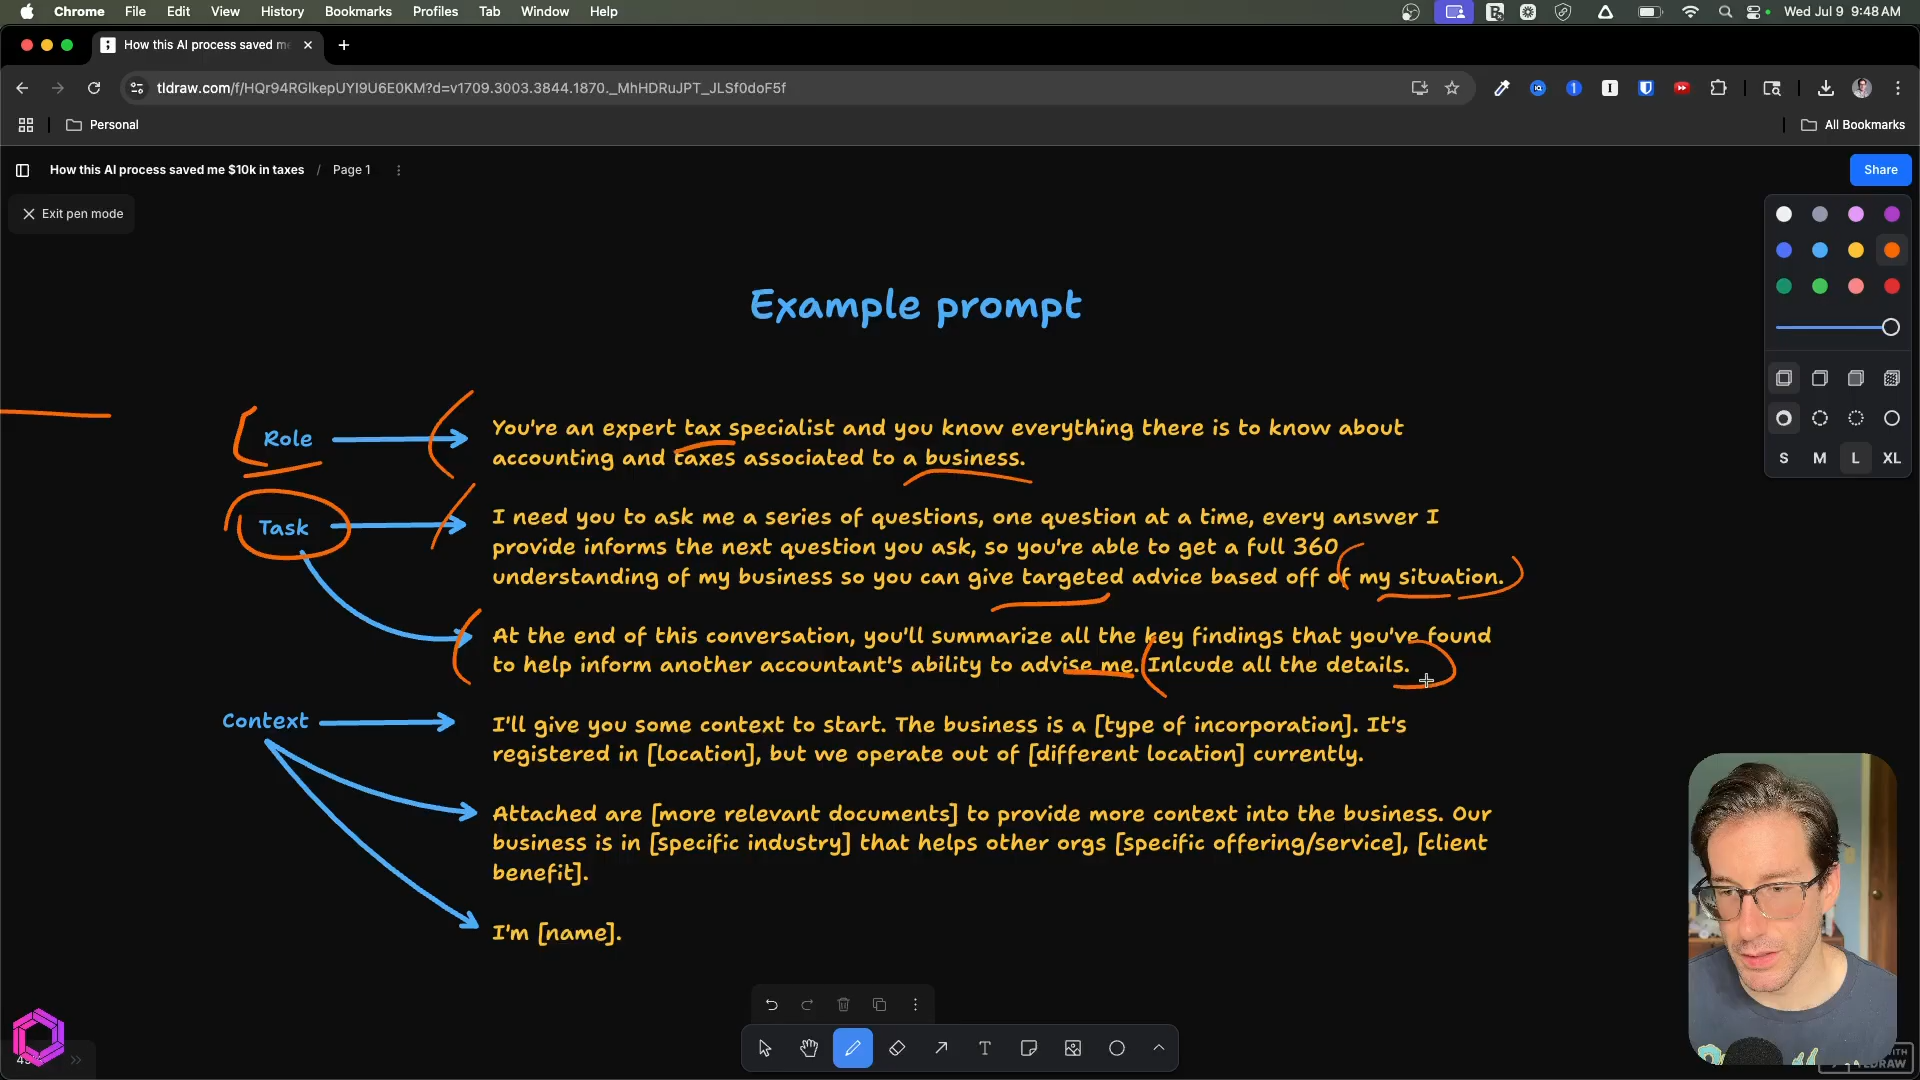 Chrome File Edit View History Bookmarks Profiles Tab Window Help Wed Jul 9 9:48 AM
How this AI process saved me
tldraw.com/f/HQr94RGlkepUYI9U6E0KM?d=v1709.3003.3844.1870._MhHDRuJPT_JLSf0doF5f
Personal All Bookmarks
How this AI process saved me $10k in taxes / Page 1 Share
Exit pen mode
Example prompt
Role You're an expert tax specialist and you know everything there is to know about
accounting and taxes associated to a business.
S M L XL
Task I need you to ask me a series of questions, one question at a time, every answer I
provide informs the next question you ask, so you're able to get a full 360
understanding of my business so you can give targeted advice based off of my situation.
At the end of this conversation, you'll summarize all the key findings that you've found
to help inform another accountant's ability to advise me. Inlcude all the details.
Context I'll give you some context to start. The business is a [type of incorporation]. It's
registered in [location], but we operate out of [different location] currently.
Attached are [more relevant documents] to provide more context into the business. Our
business is in [specific industry] that helps other orgs [specific offering/service], [client
benefit].
I'm [name].